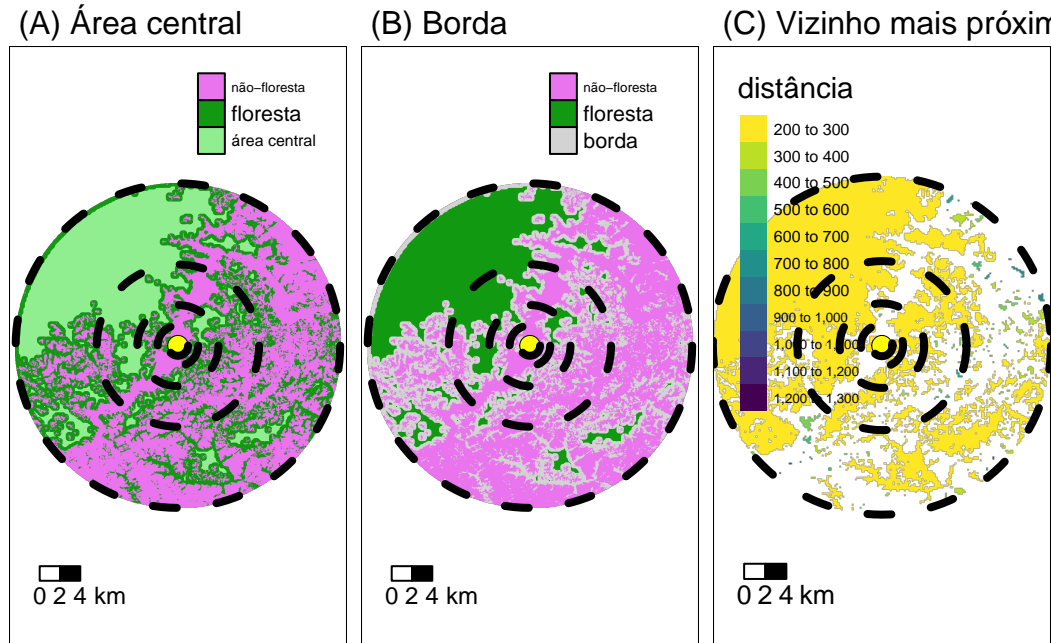 (A) Área central
não−floresta
floresta
área central
0 2 4 km
(B) Borda
não−floresta
floresta
borda
0 2 4 km
(C) Vizinho mais próxim
distância
200 to 300
300 to 400
400 to 500
500 to 600
600 to 700
700 to 800
800 to 900
900 to 1,000
1,000 to 1,100
1,100 to 1,200
1,200 to 1,300
0 2 4 km